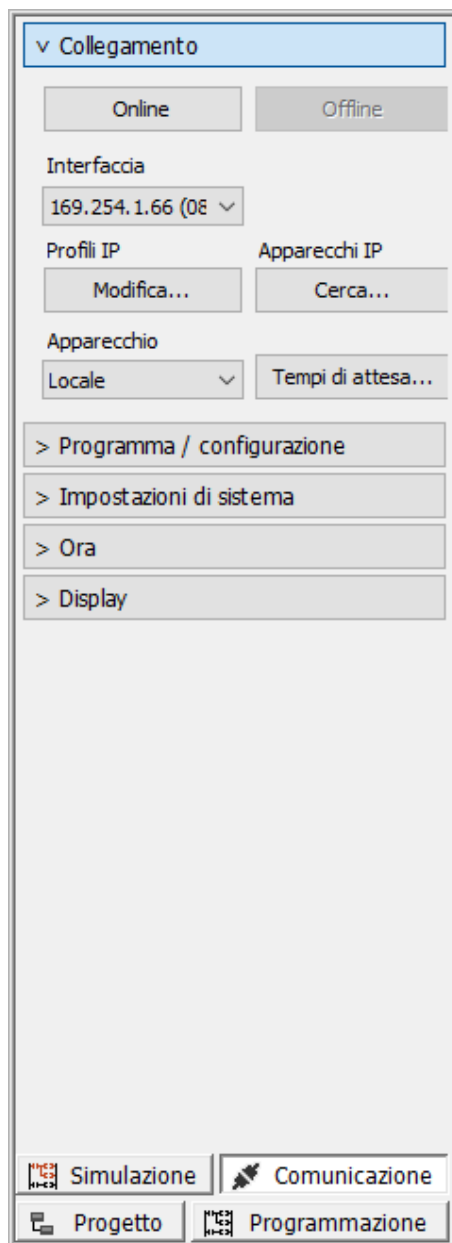 v Collegamento
Online Offline
Interfaccia
169.254.1.66 (08
Profili IP Apparecchi IP
Modifica... Cerca...
Apparecchio
Locale Tempi di attesa...
> Programma / configurazione
> Impostazioni di sistema
> Ora
> Display
Simulazione Comunicazione
Progetto Programmazione